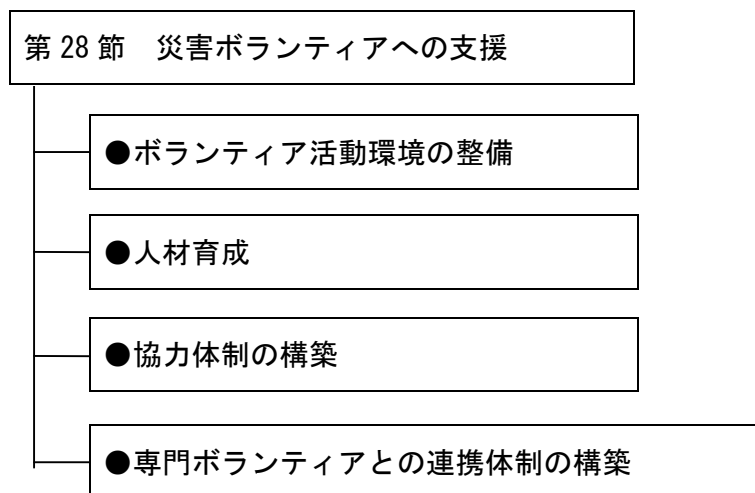 第 28 節　災害ボランティアへの支援
●ボランティア活動環境の整備
●人材育成
●協力体制の構築
●専門ボランティアとの連携体制の構築